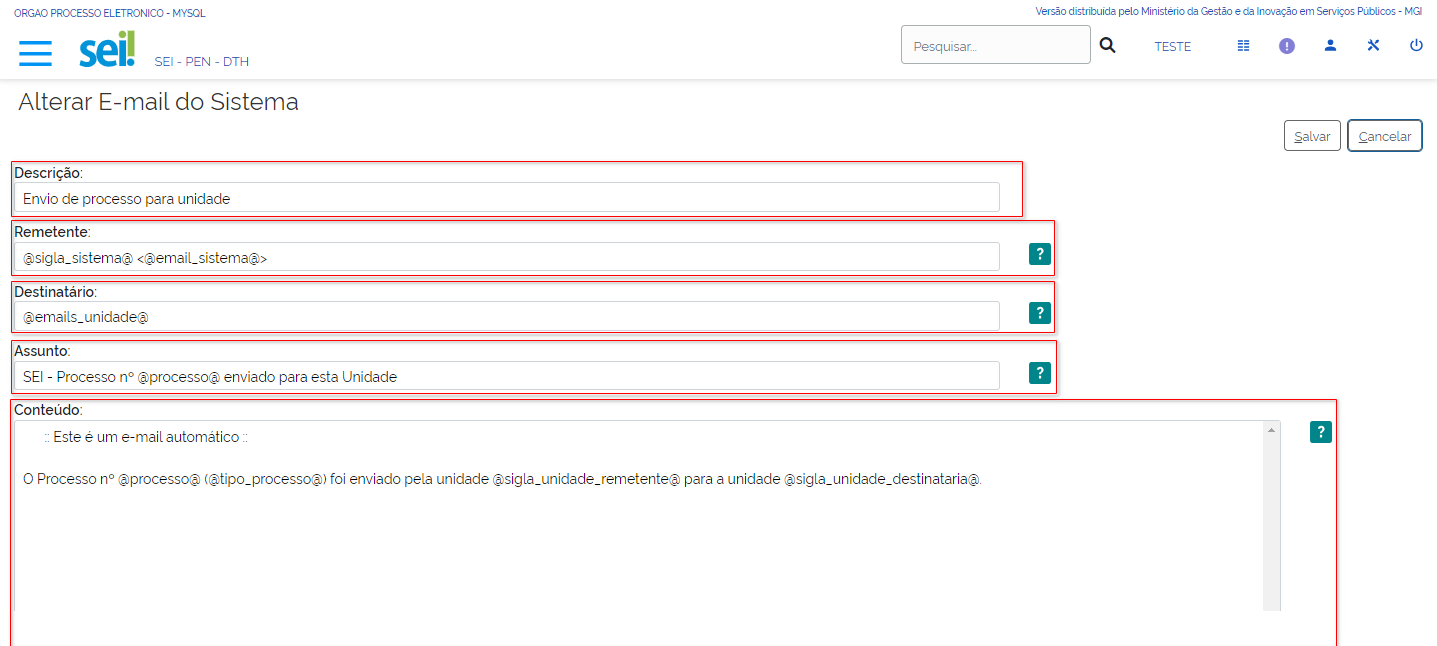 ORGAO PROCESSO ELETRONICO - MYSQL
Versão distribuída pelo Ministério da Gestão e da Inovação em Serviços Públicos - MGI
sei!
SEI - PEN - DTH
Pesquisar...
TESTE
Alterar E-mail do Sistema
Salvar
Cancelar
Descrição:
Envio de processo para unidade
Remetente:
@sigla_sistema@ <@email_sistema@>
?
Destinatário:
@emails_unidade@
?
Assunto:
SEI - Processo nº @processo@ enviado para esta Unidade
?
Conteúdo:
:: Este é um e-mail automático ::
?
O Processo nº @processo@ (@tipo_processo@) foi enviado pela unidade @sigla_unidade_remetente@ para a unidade @sigla_unidade_destinataria@.